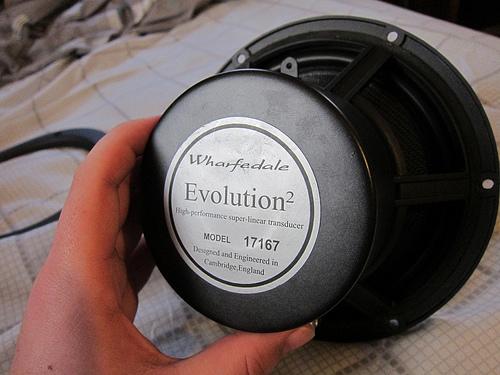 Wharfedale
Evolution²
High-performance super-linear transducer
MODEL 17167
Designed and Engineered in
Cambridge,England